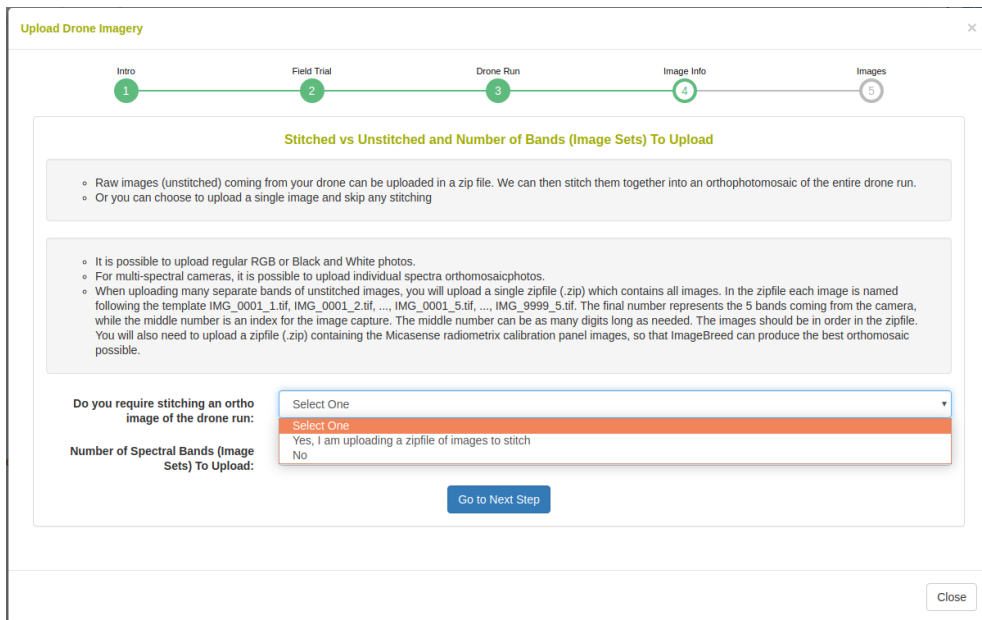 Upload Drone Imagery
×
Intro
Field Trial
Drone Run
Image Info
Images
1
2
3
4
5
Stitched vs Unstitched and Number of Bands (Image Sets) To Upload
Raw images (unstitched) coming from your drone can be uploaded in a zip file. We can then stitch them together into an orthophotomosaic of the entire drone run.
Or you can choose to upload a single image and skip any stitching
It is possible to upload regular RGB or Black and White photos.
For multi-spectral cameras, it is possible to upload individual spectra orthomosaicphotos.
When uploading many separate bands of unstitched images, you will upload a single zipfile (.zip) which contains all images. In the zipfile each image is named
following the template IMG_0001_1.tif, IMG_0001_2.tif, ..., IMG_0001_5.tif, ..., IMG_9999_5.tif. The final number represents the 5 bands coming from the camera,
while the middle number is an index for the image capture. The middle number can be as many digits long as needed. The images should be in order in the zipfile.
You will also need to upload a zipfile (.zip) containing the Micasense radiometrix calibration panel images, so that ImageBreed can produce the best orthomosaic
possible.
Do you require stitching an ortho
image of the drone run:
Select One
Select One
Yes, I am uploading a zipfile of images to stitch
No
Number of Spectral Bands (Image
Sets) To Upload:
Go to Next Step
Close